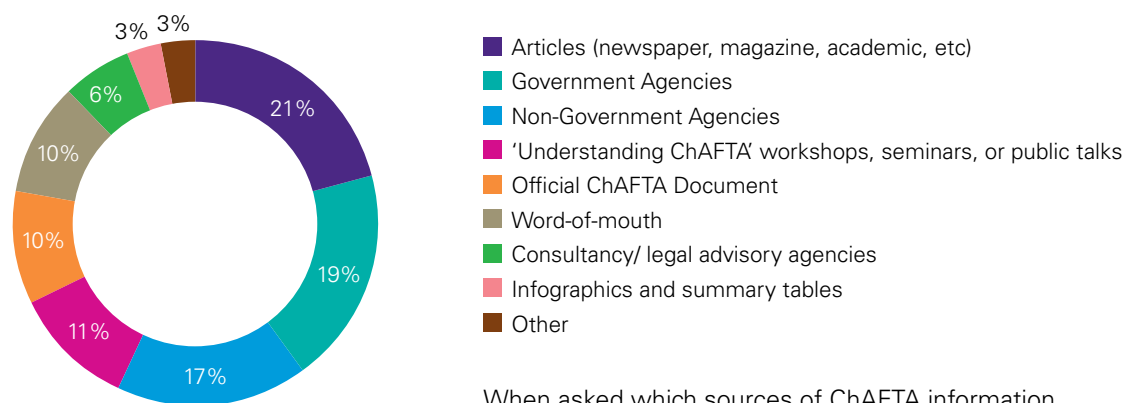 3%
3%
21%
6%
10%
10%
19%
11%
17%
Articles (newspaper, magazine, academic, etc)
Government Agencies
Non-Government Agencies
‘Understanding ChAFTA’ workshops, seminars, or public talks
Official ChAFTA Document
Word-of-mouth
Consultancy/ legal advisory agencies
Infographics and summary tables
Other
When asked which sources of ChAFTA information